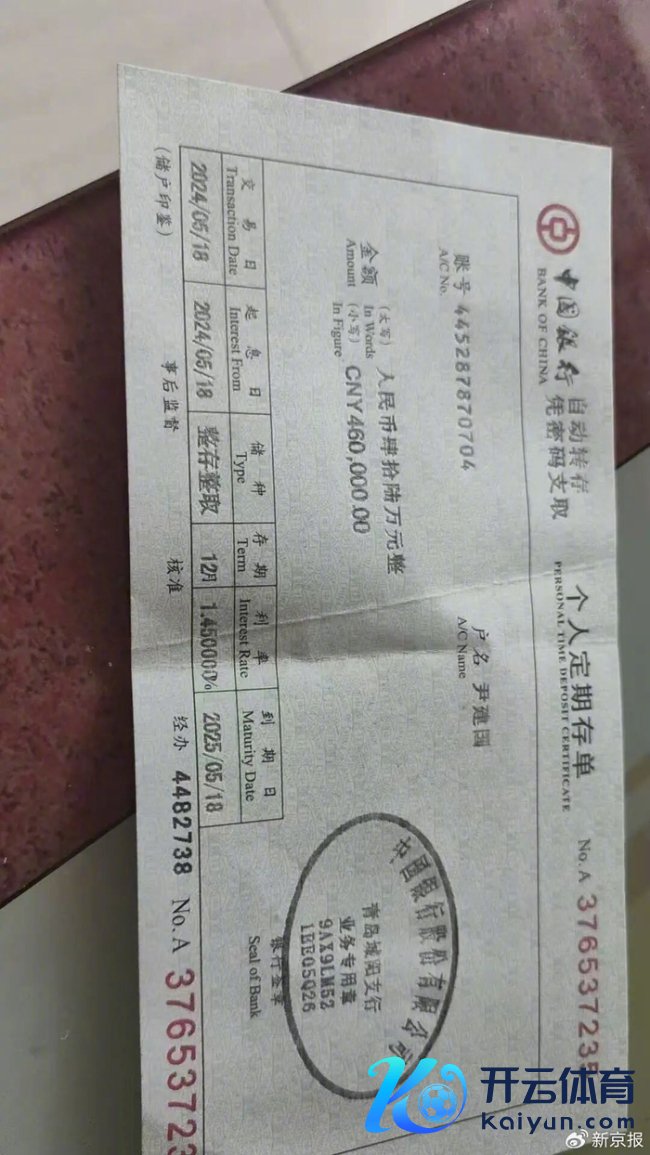 中国银行
BANK OF CHINA
自动转存
凭密码支取
个人定期存单
PERSONAL TIME DEPOSIT CERTIFICATE
No. A 376537235
账号 445287870704
A/C No.
户名 尹建国
A/C Name
金额 (大写) 人民币肆拾陆万元整
Amount In Words
(小写) CNY460,000.00
In Figure
交易日 起息日 储种 存期 利率 到期日
Transaction Date Interest From Type Term Interest Rate Maturity Date
2024/05/18 2024/05/18 整存整取 12月 1.450000% 2025/05/18
中国银行股份有限公司
青岛城阳支行
业务专用章
9AX9LM52
1EE05Q26
银行签章
Seal of Bank
(储户印鉴) 事后监督 核准 经办 4482738 No. A 37653723
开云体育
Kaiyun.com
新京报